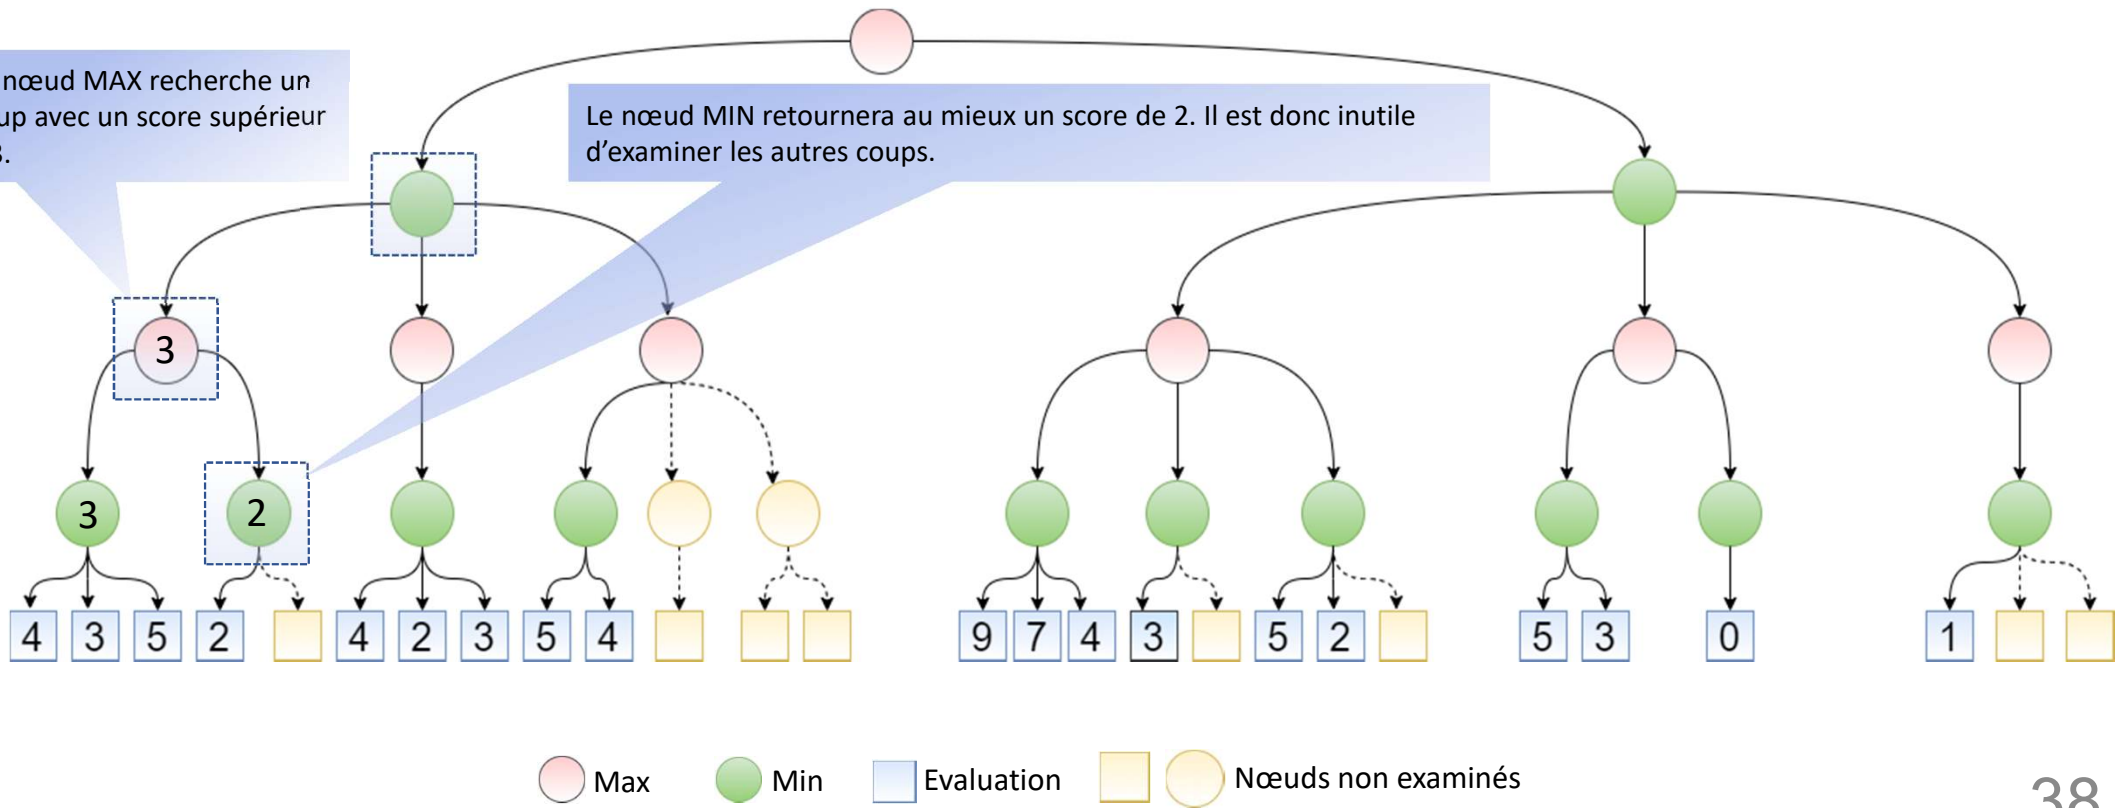 nœud MAX recherche un
up avec un score supérieur
3.
Le nœud MIN retournera au mieux un score de 2. Il est donc inutile
d'examiner les autres coups.
3
3
2
4 3 5 2 4 2 3 5 4 9 7 4 3 5 2 5 3 0 1
Max Min Evaluation Nœuds non examinés
38